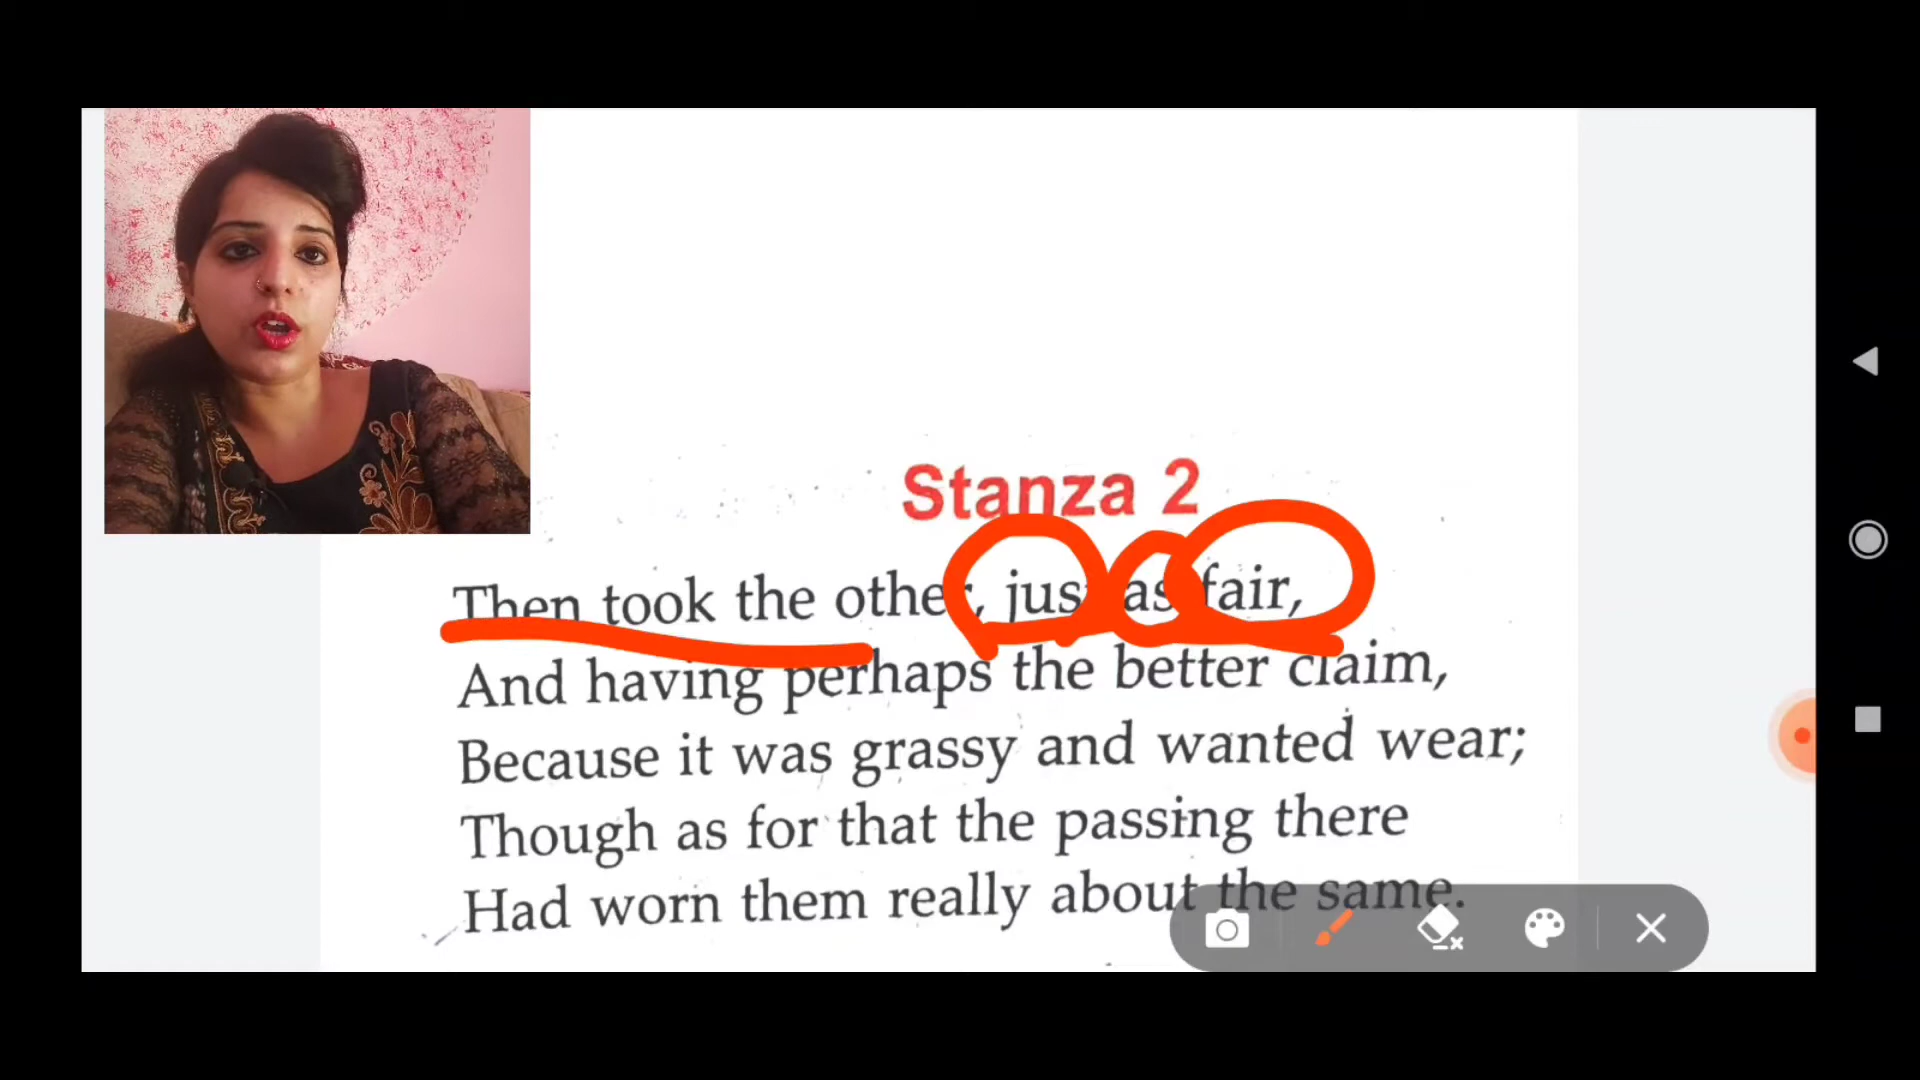 Stanza 2
Then took the other, just as fair,
And having perhaps the better claim,
Because it was grassy and wanted wear;
Though as for that the passing there
Had worn them really about the same.